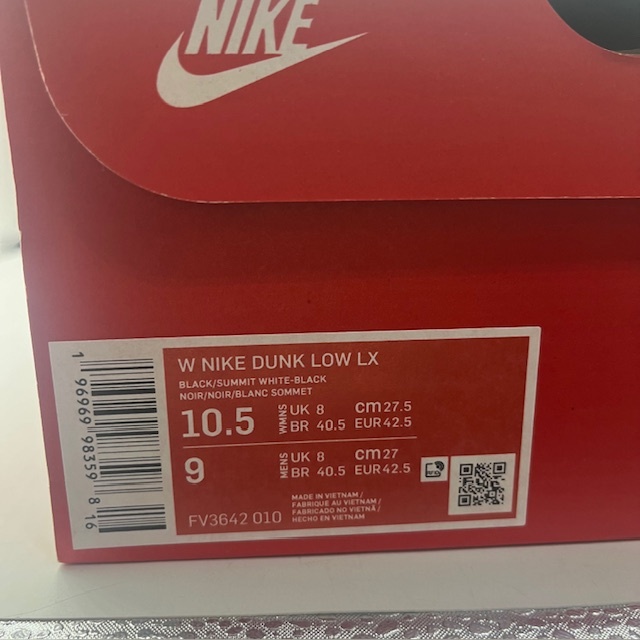 NIKE
W NIKE DUNK LOW LX
BLACK/SUMMIT WHITE-BLACK
NOIR/NOIR/BLANC SOMMET
10.5 WMNS UK 8 cm 27.5
BR 40.5 EUR 42.5
9 MENS UK 8 cm 27
BR 40.5 EUR 42.5
MADE IN VIETNAM /
FABRIQUE AU VIETNAM /
FABRICADO NO VIETNÃ /
HECHO EN VIETNAM
FV3642 010
1 96969 98359 8 16